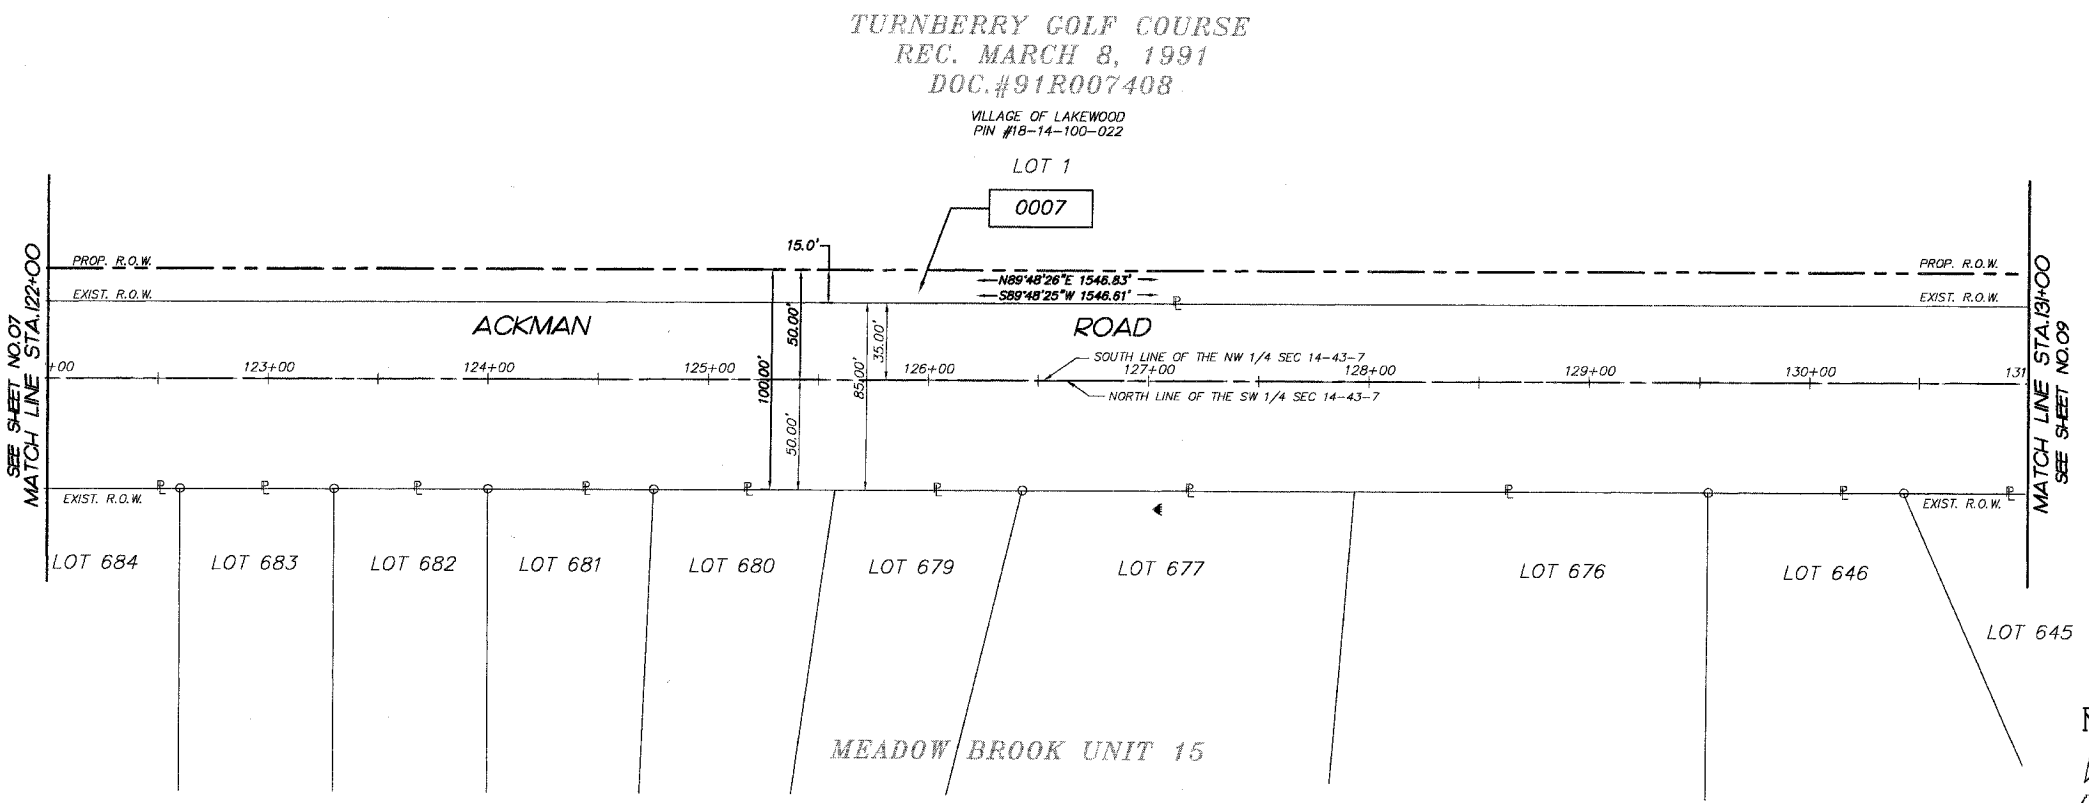 TURNBERRY GOLF COURSE
REC. MARCH 8, 1991
DOC.#91R007408
VILLAGE OF LAKEWOOD
PIN #18-14-100-022
LOT 1
0007
15.0'
PROP. R.O.W.
PROP. R.O.W.
N89°48'26"E 1546.83'
S89°48'25"W 1546.61'
EXIST. R.O.W.
EXIST. R.O.W.
ACKMAN ROAD
SEE SHEET NO.07
MATCH LINE STA.122+00
MATCH LINE STA.131+00
SEE SHEET NO.09
50.00'
35.00'
100.00'
85.00'
50.00'
SOUTH LINE OF THE NW 1/4 SEC 14-43-7
+00 123+00 124+00 125+00 126+00 127+00 128+00 129+00 130+00 131
NORTH LINE OF THE SW 1/4 SEC 14-43-7
EXIST. R.O.W.
EXIST. R.O.W.
LOT 684 LOT 683 LOT 682 LOT 681 LOT 680 LOT 679 LOT 677 LOT 676 LOT 646
LOT 645
MEADOW BROOK UNIT 15